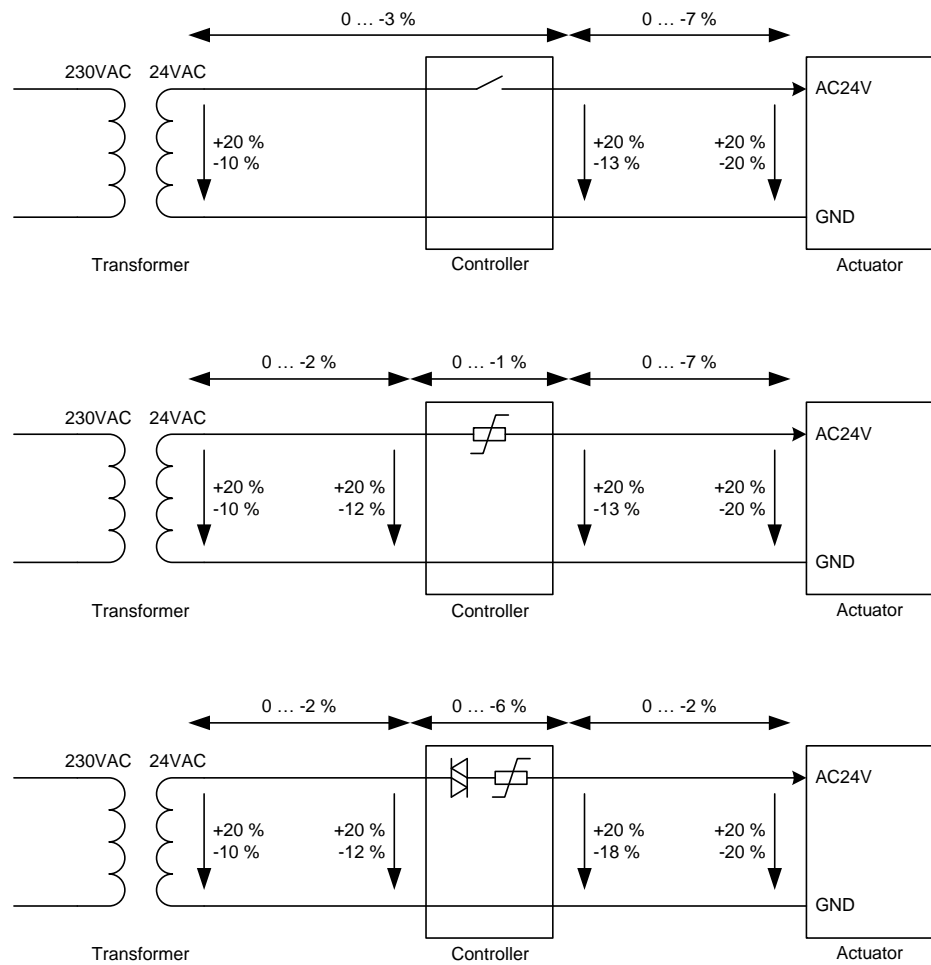 0 … -3 %
0 … -7 %
230VAC
24VAC
AC24V
+20 %
-10 %
+20 %
-13 %
+20 %
-20 %
GND
Transformer
Controller
Actuator
0 … -2 %
0 … -1 %
0 … -7 %
230VAC
24VAC
AC24V
+20 %
-10 %
+20 %
-12 %
+20 %
-13 %
+20 %
-20 %
GND
Transformer
Controller
Actuator
0 … -2 %
0 … -6 %
0 … -2 %
230VAC
24VAC
AC24V
+20 %
-10 %
+20 %
-12 %
+20 %
-18 %
+20 %
-20 %
GND
Transformer
Controller
Actuator